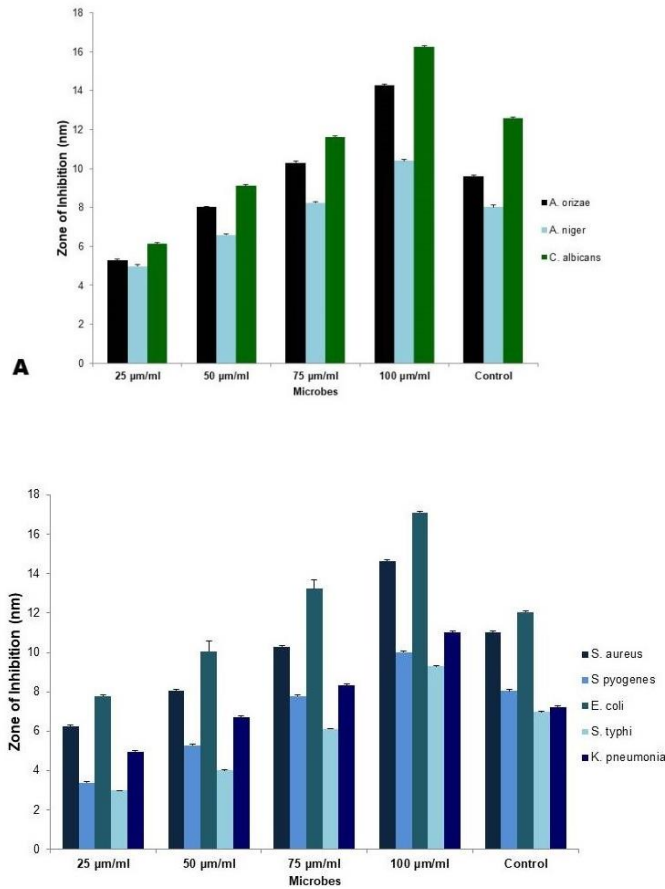 18
16
14
12
10
8
6
4
2
0
Zone of Inhibition (nm)
25 µm/ml 50 µm/ml 75 µm/ml 100 µm/ml Control
Microbes
A. orizae
A. niger
C. albicans
A
18
16
14
12
10
8
6
4
2
0
Zone of Inhibition (nm)
25 µm/ml 50 µm/ml 75 µm/ml 100 µm/ml Control
Microbes
S. aureus
S pyogenes
E. coli
S. typhi
K. pneumonia